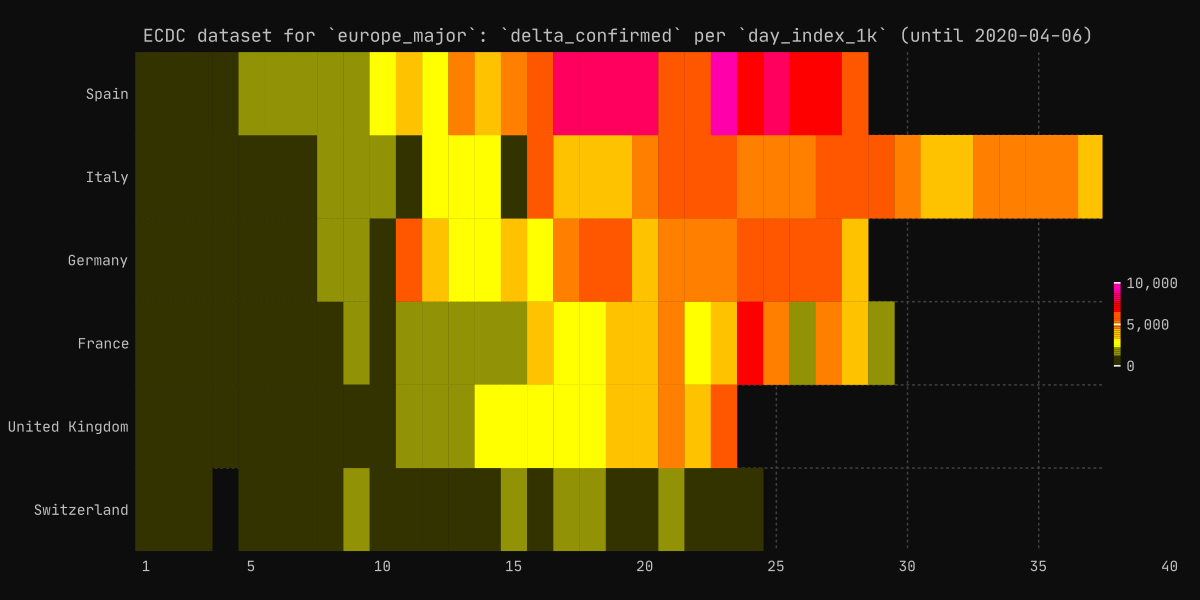 ECDC dataset for `europe_major`: `delta_confirmed` per `day_index_1k` (until 2020-04-06)
Spain
Italy
Germany
France
United Kingdom
Switzerland
10,000
5,000
0
1 5 10 15 20 25 30 35 40